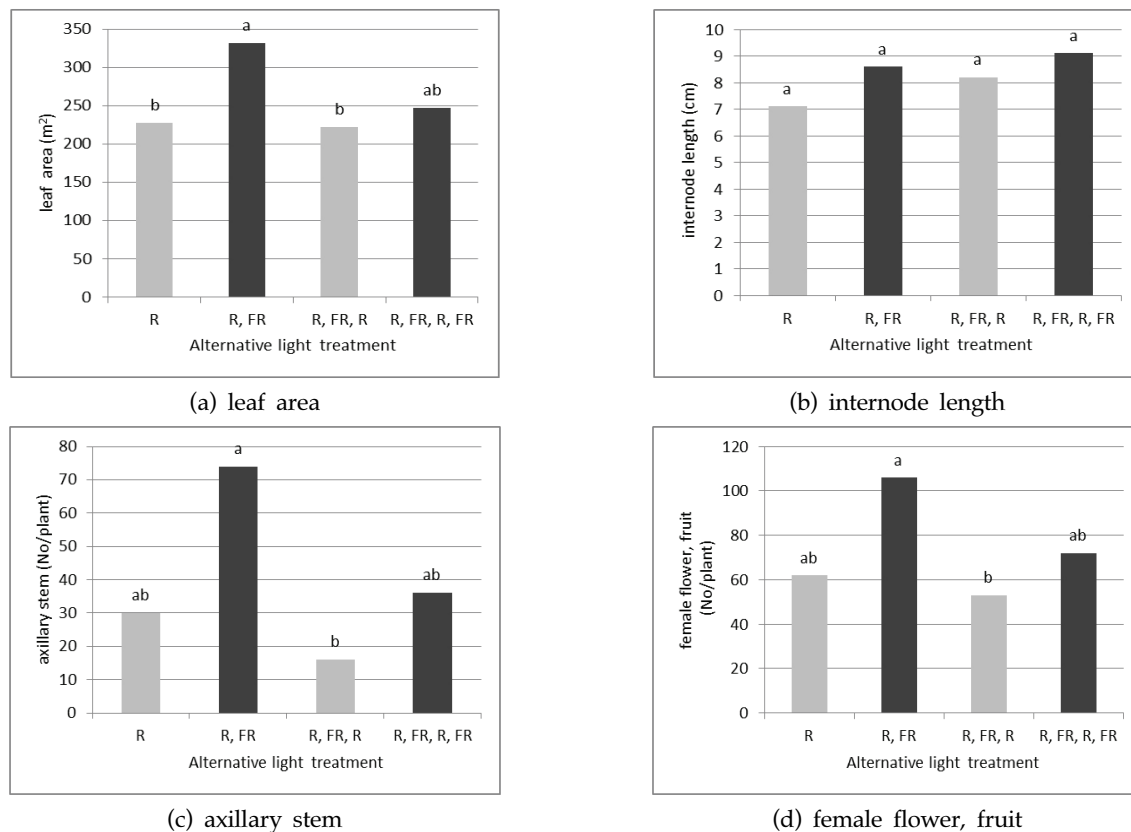 350
300
250
200
150
100
50
0
leaf area (m²)
b
a
b
ab
R
R, FR
R, FR, R
R, FR, R, FR
Alternative light treatment
(a) leaf area
10
9
8
7
6
5
4
3
2
1
0
internode length (cm)
a
a
a
a
R
R, FR
R, FR, R
R, FR, R, FR
Alternative light treatment
(b) internode length
80
70
60
50
40
30
20
10
0
axillary stem (No/plant)
ab
a
b
ab
R
R, FR
R, FR, R
R, FR, R, FR
Alternative light treatment
(c) axillary stem
120
100
80
60
40
20
0
female flower, fruit
(No/plant)
ab
a
b
ab
R
R, FR
R, FR, R
R, FR, R, FR
Alternative light treatment
(d) female flower, fruit